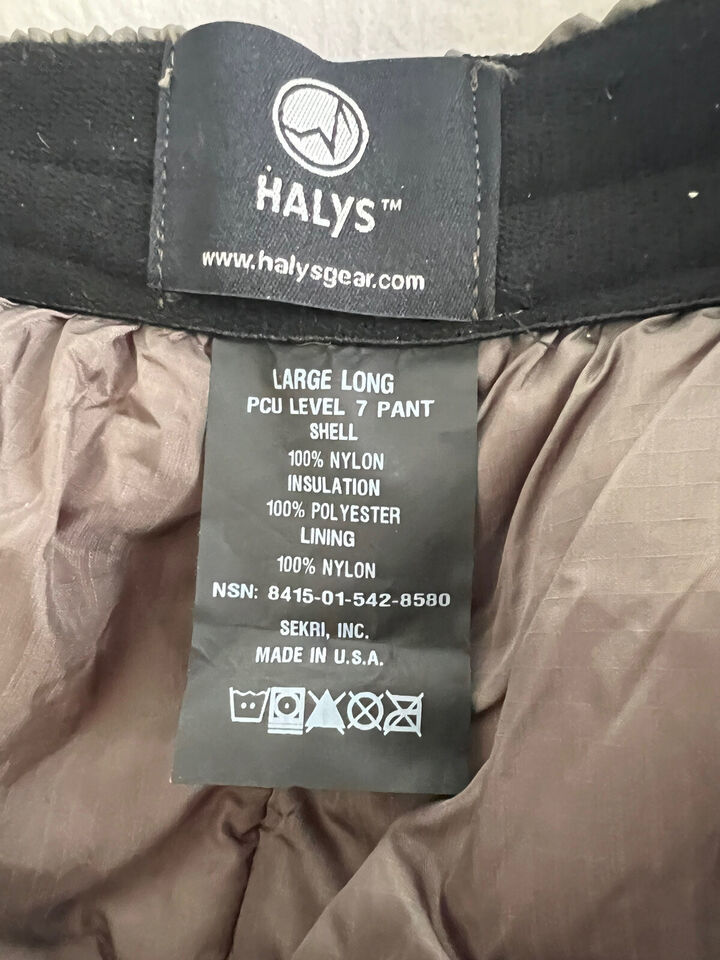 HALYS™
www.halysgear.com
LARGE LONG
PCU LEVEL 7 PANT
SHELL
100% NYLON
INSULATION
100% POLYESTER
LINING
100% NYLON
NSN: 8415-01-542-8580
SEKRI, INC.
MADE IN U.S.A.